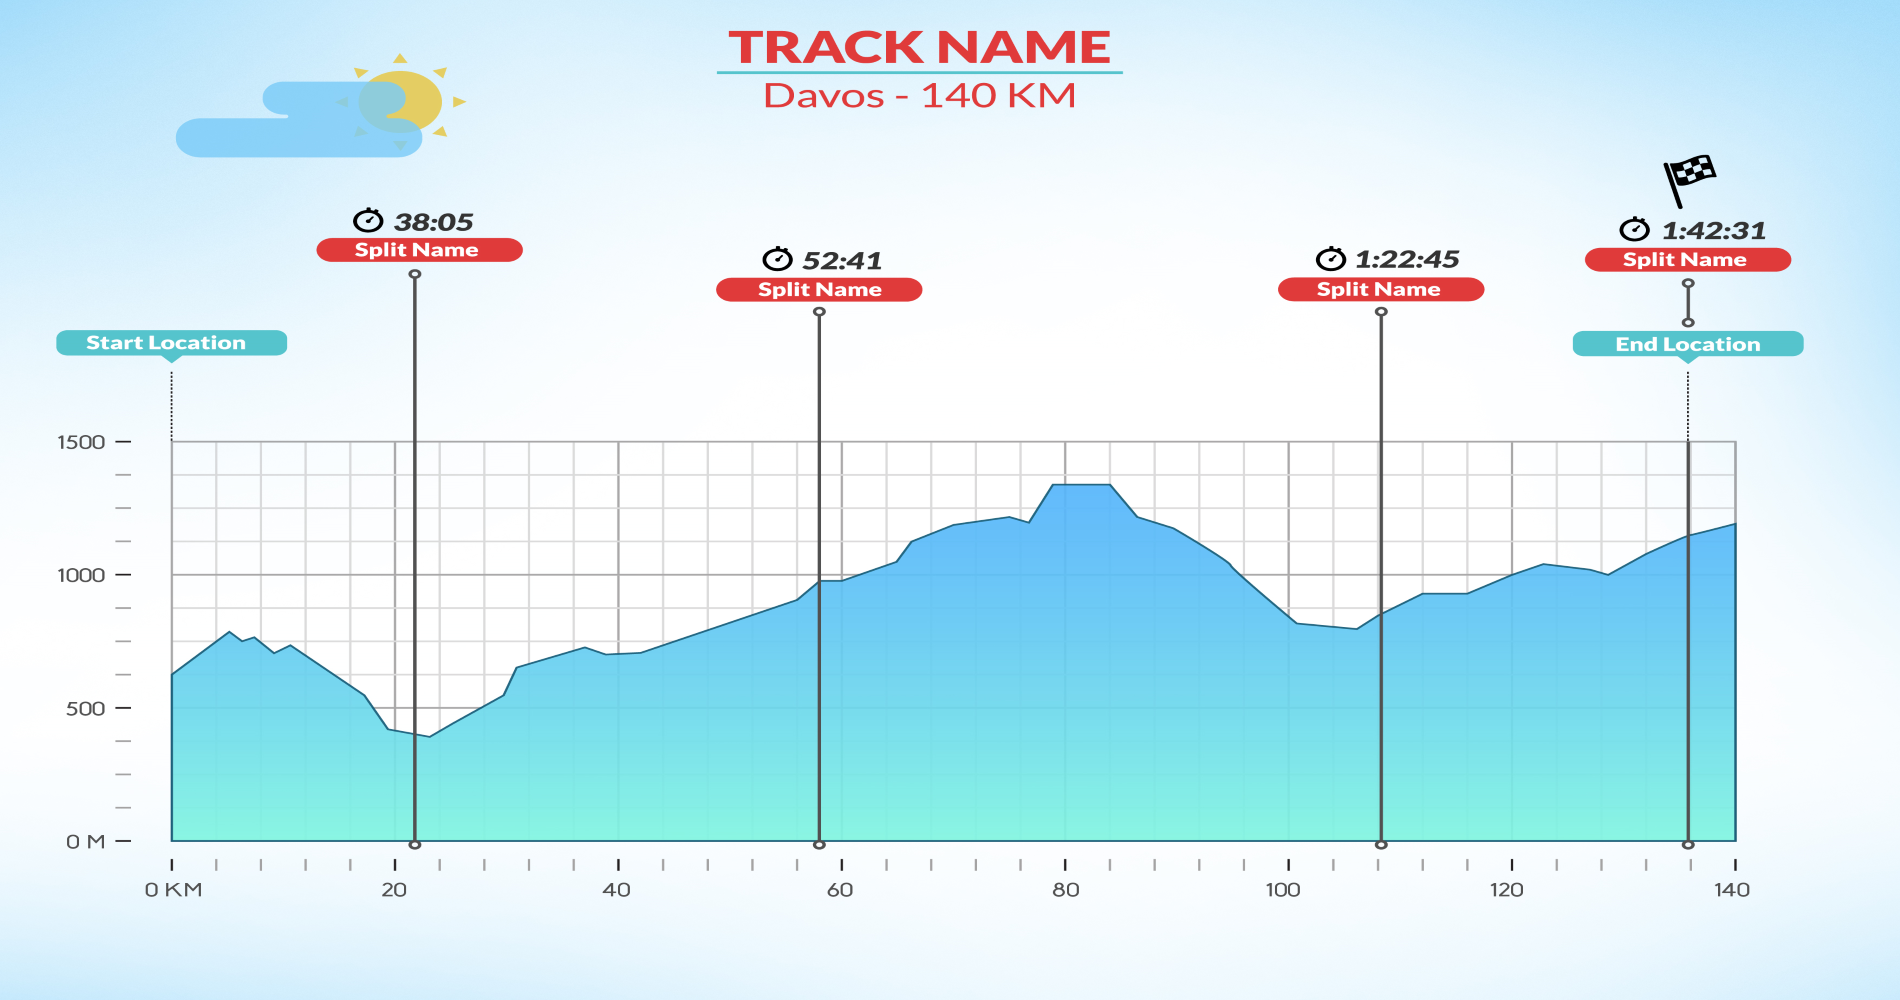 TRACK NAME
Davos - 140 KM
38:05
Split Name
52:41
Split Name
1:22:45
Split Name
1:42:31
Split Name
Start Location
End Location
1500
1000
500
0 M
0 KM
20
40
60
80
100
120
140